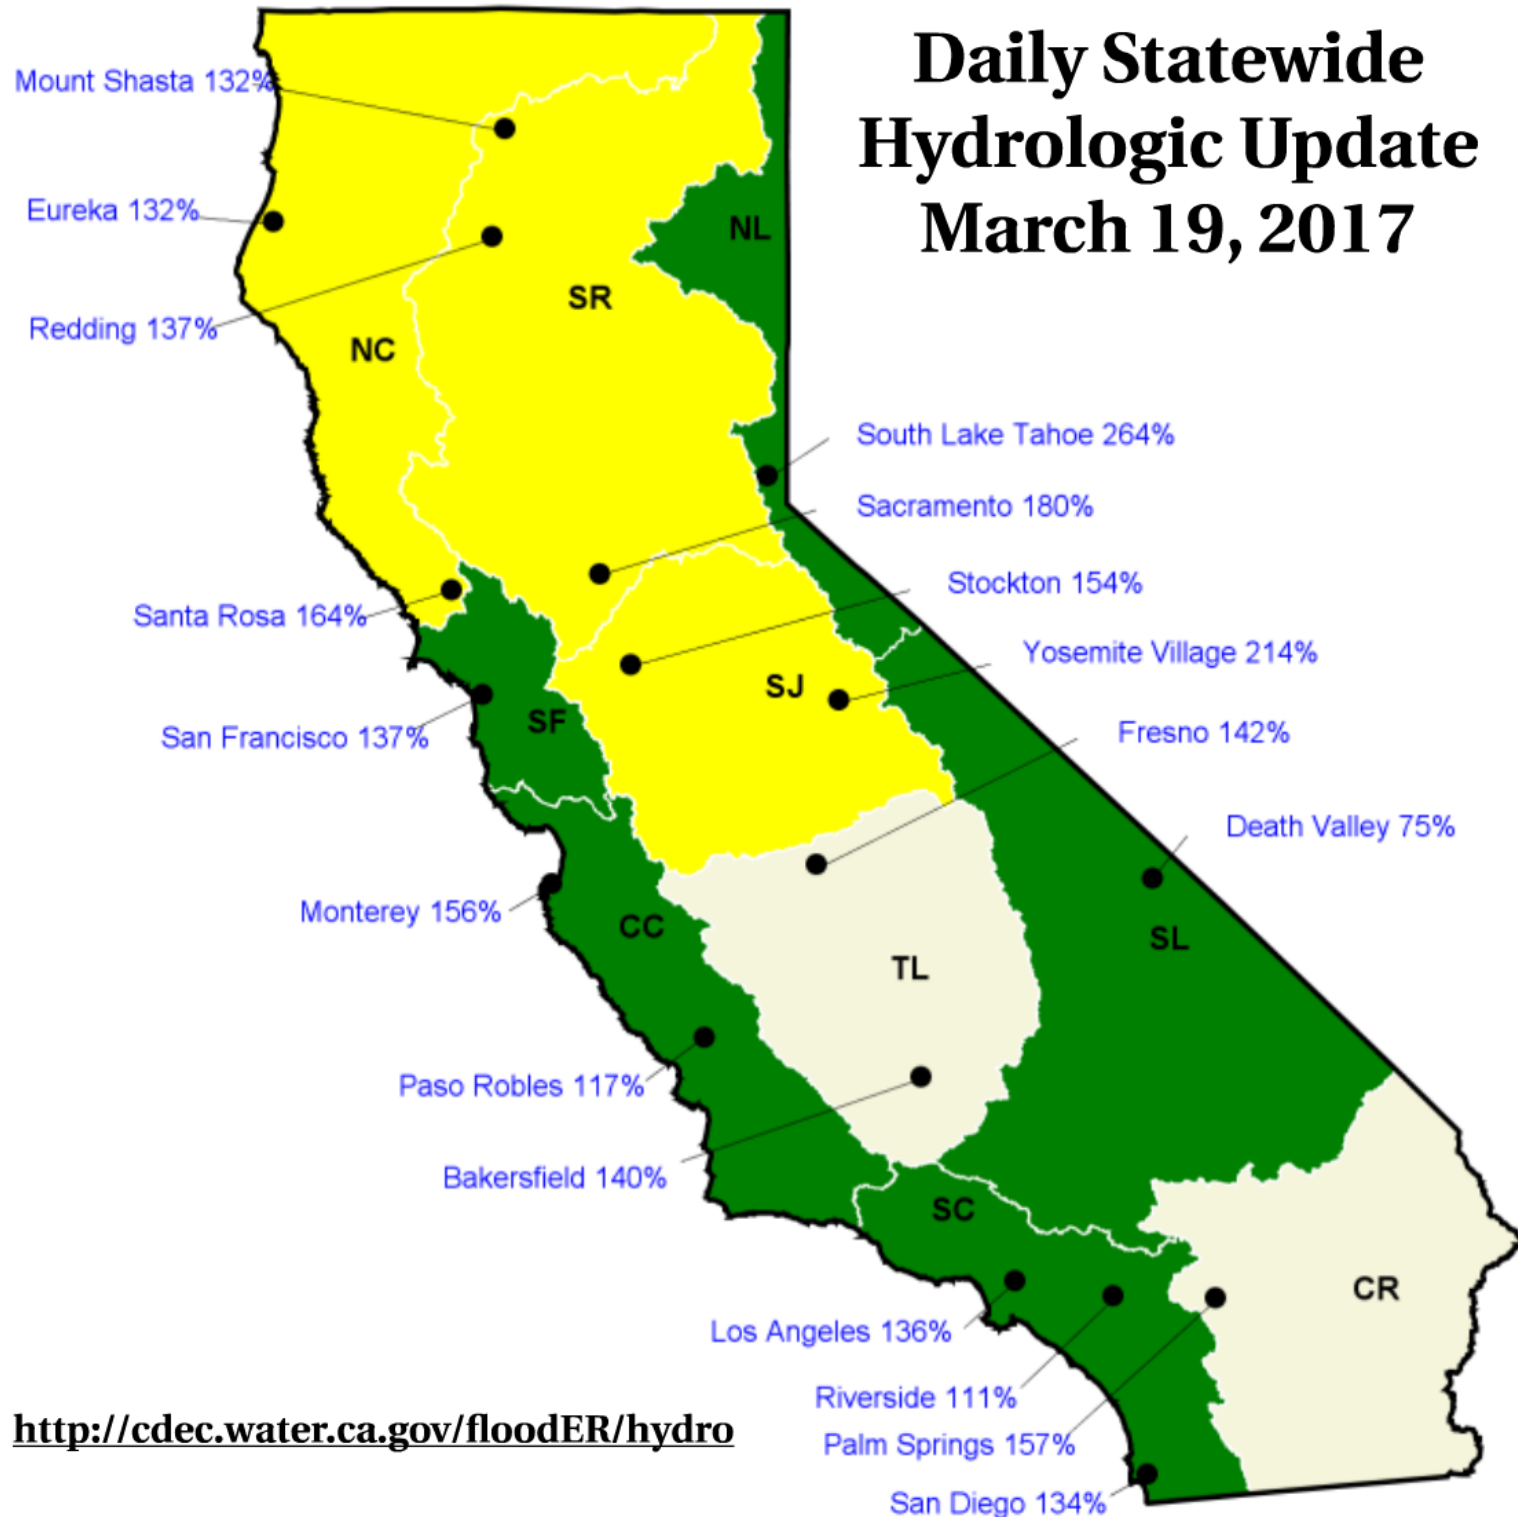 Daily Statewide
Hydrologic Update
March 19, 2017
Mount Shasta 132%
Eureka 132%
NL
SR
Redding 137%
NC
South Lake Tahoe 264%
Sacramento 180%
Stockton 154%
Santa Rosa 164%
Yosemite Village 214%
SJ
SF
San Francisco 137%
Fresno 142%
Death Valley 75%
Monterey 156%
CC
SL
TL
Paso Robles 117%
Bakersfield 140%
SC
CR
Los Angeles 136%
Riverside 111%
http://cdec.water.ca.gov/floodER/hydro
Palm Springs 157%
San Diego 134%